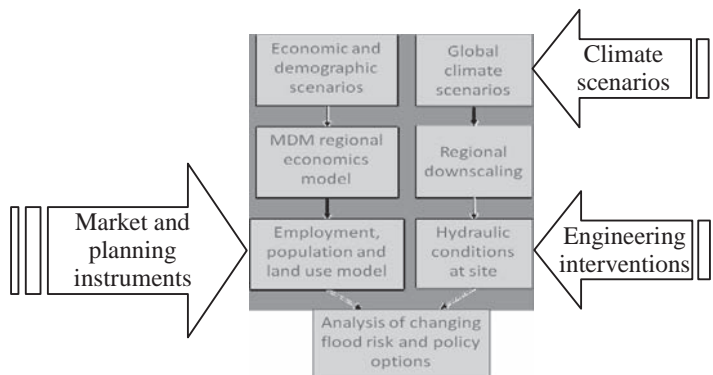 Economic and
demographic
scenarios
Global
climate
scenarios
Climate
scenarios
MDM regional
economics
model
Regional
downscaling
Market and
planning
instruments
Employment,
population and
land use model
Hydraulic
conditions
at site
Engineering
interventions
Analysis of changing
flood risk and policy
options